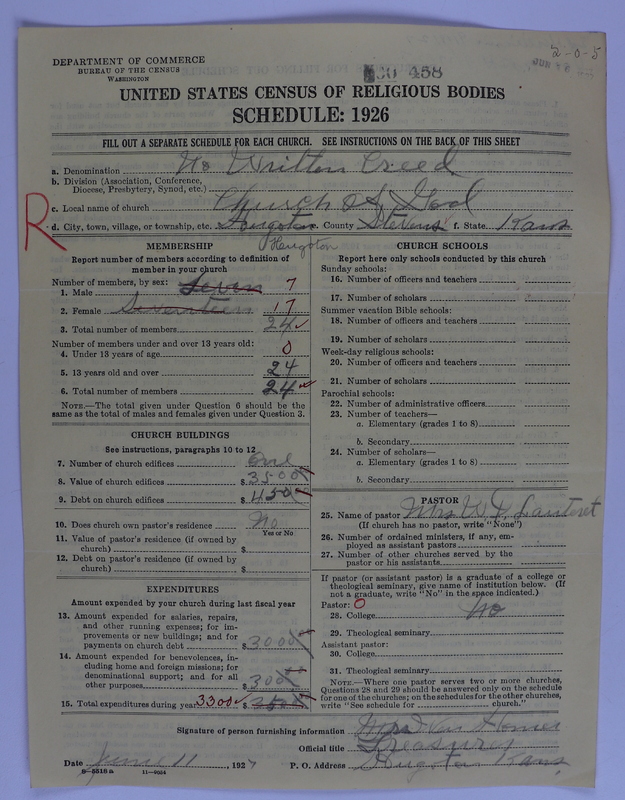 2-0-5
DEPARTMENT OF COMMERCE
BUREAU OF THE CENSUS
WASHINGTON
458
UNITED STATES CENSUS OF RELIGIOUS BODIES
SCHEDULE: 1926
FILL OUT A SEPARATE SCHEDULE FOR EACH CHURCH. SEE INSTRUCTIONS ON THE BACK OF THIS SHEET
a. Denomination No Written Creed
b. Division (Association, Conference,
Diocese, Presbytery, Synod, etc.)
R c. Local name of church Church of God
d. City, town, village, or township, etc. Hugoton e. County Stevens f. State Kans
Hugoton
MEMBERSHIP
Report number of members according to definition of
member in your church
Number of members, by sex:
1. Male Seven 7
2. Female Seventeen 17
3. Total number of members 24
Number of members under and over 13 years old:
4. Under 13 years of age 0
5. 13 years old and over 24
6. Total number of members 24
NOTE.—The total given under Question 6 should be the
same as the total of males and females given under Question 3.
CHURCH BUILDINGS
See instructions, paragraphs 10 to 12
7. Number of church edifices One
8. Value of church edifices $3500
9. Debt on church edifices $450
10. Does church own pastor's residence No
Yes or No
11. Value of pastor's residence (if owned by
church) $
12. Debt on pastor's residence (if owned by
church) $
EXPENDITURES
Amount expended by your church during last fiscal year
13. Amount expended for salaries, repairs,
and other running expenses; for im-
provements or new buildings; and for
payments on church debt $3000
14. Amount expended for benevolences, in-
cluding home and foreign missions; for
denominational support; and for all
other purposes $300
15. Total expenditures during year 3300 $
CHURCH SCHOOLS
Report here only schools conducted by this church
Sunday schools:
16. Number of officers and teachers
17. Number of scholars
Summer vacation Bible schools:
18. Number of officers and teachers
19. Number of scholars
Week-day religious schools:
20. Number of officers and teachers
21. Number of scholars
Parochial schools:
22. Number of administrative officers
23. Number of teachers—
a. Elementary (grades 1 to 8)
b. Secondary
24. Number of scholars—
a. Elementary (grades 1 to 8)
b. Secondary
PASTOR
25. Name of pastor Mrs W. F.
(If church has no pastor, write "None")
26. Number of ordained ministers, if any, em-
ployed as assistant pastors
27. Number of other churches served by the
pastor or his assistants
If pastor (or assistant pastor) is a graduate of a college or
theological seminary, give name of institution below. (If
not a graduate, write "No" in the space indicated.)
Pastor: 0
28. College No
29. Theological seminary
Assistant pastor:
30. College
31. Theological seminary
NOTE.—Where one pastor serves two or more churches,
Questions 28 and 29 should be answered only on the schedule
for one of the churches; on the schedules for the other churches,
write "See schedule for church."
Signature of person furnishing information Mrs Van
Official title Treasury
Date June 11, 1927 P. O. Address Hugoton Kans
8—5318a 11—9034